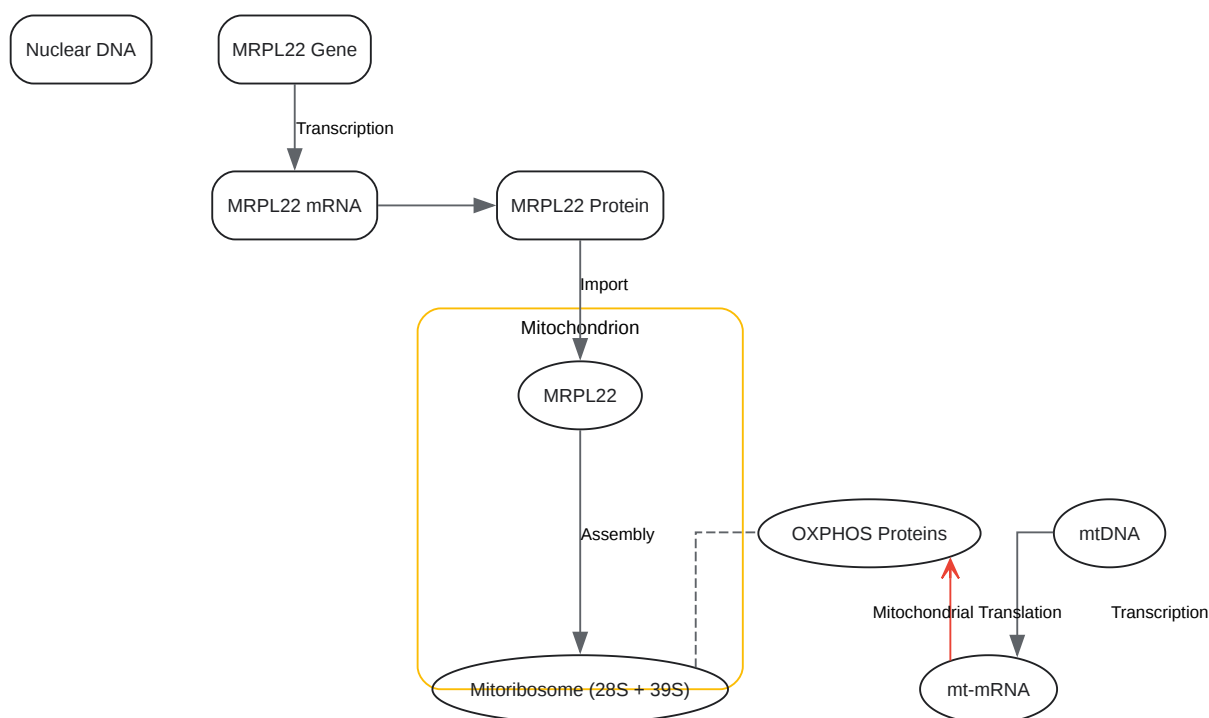 Nuclear DNA
MRPL22 Gene
Transcription
MRPL22 mRNA
MRPL22 Protein
Import
Mitochondrion
MRPL22
Assembly
OXPHOS Proteins
mtDNA
Mitochondrial Translation
Transcription
Mitoribosome (28S + 39S)
mt-mRNA